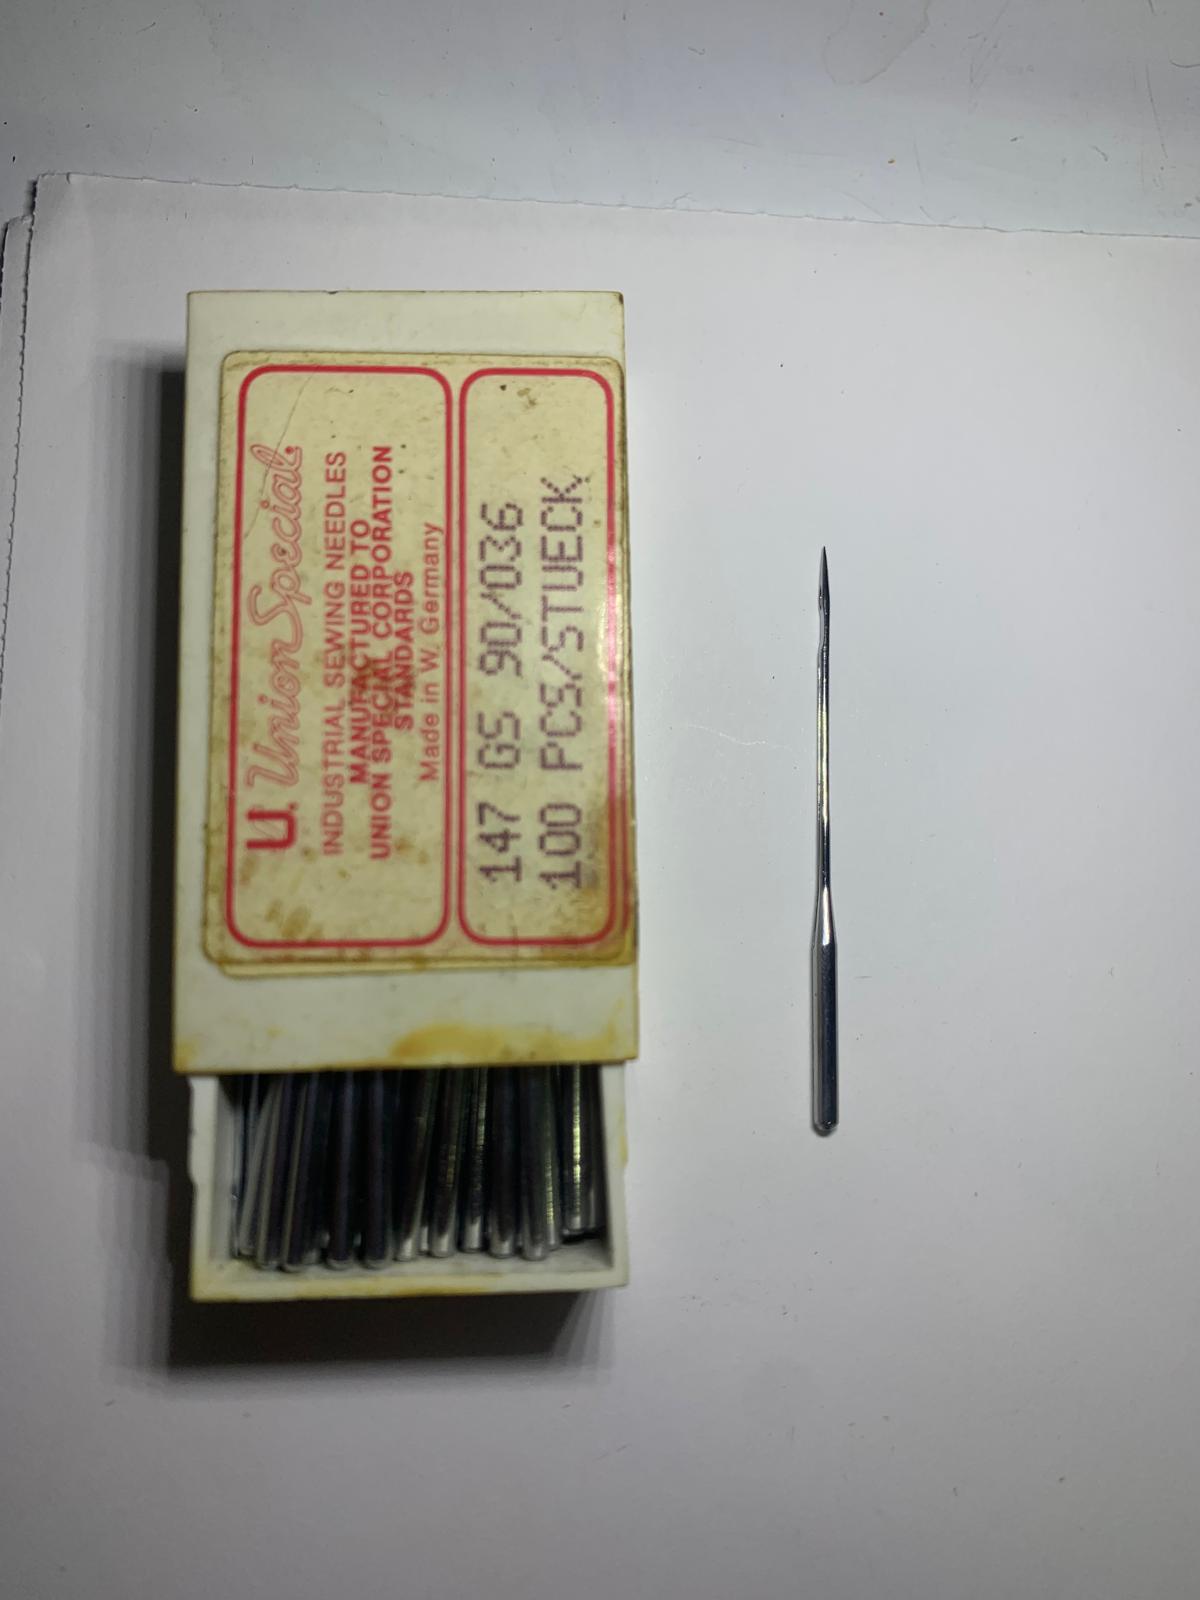 U. Union Special®
INDUSTRIAL SEWING NEEDLES
MANUFACTURED TO
UNION SPECIAL CORPORATION
STANDARDS
Made in W. Germany
147 GS 90/036
100 PCS/STUECK